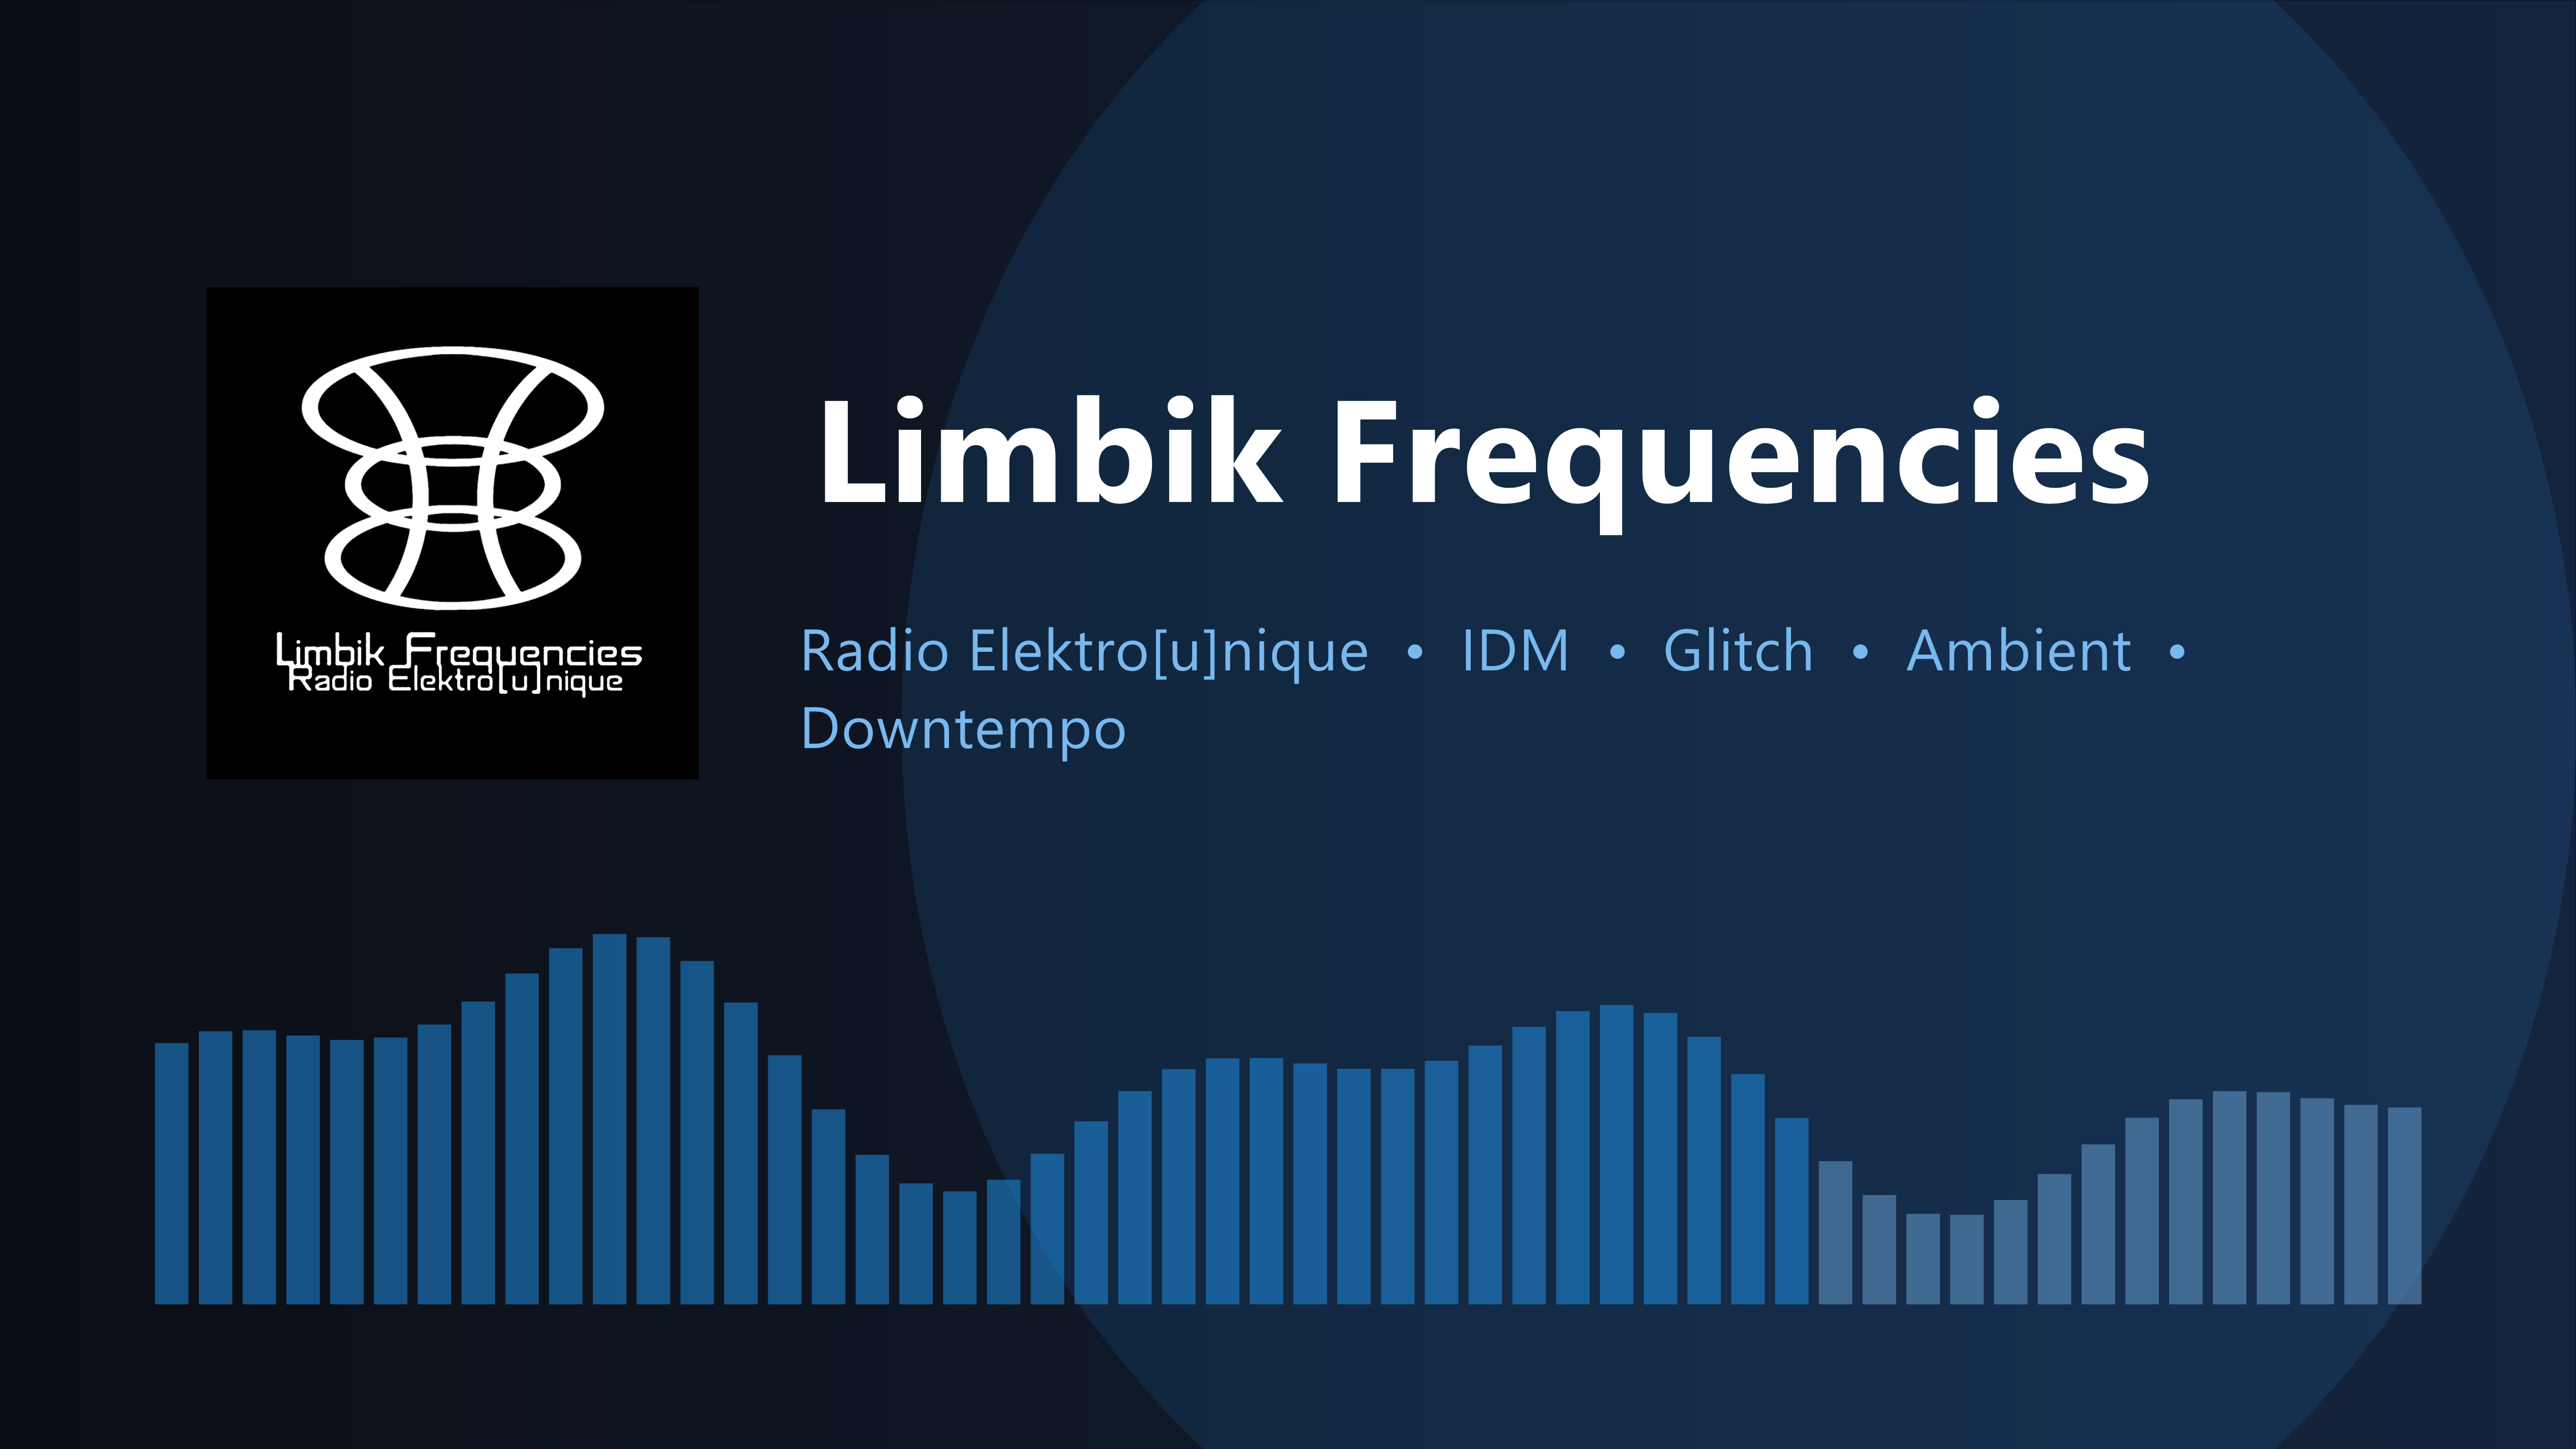 Limbik Frequencies
Radio Elektro[u]nique
Limbik Frequencies
Radio Elektro[u]nique • IDM • Glitch • Ambient •
Downtempo